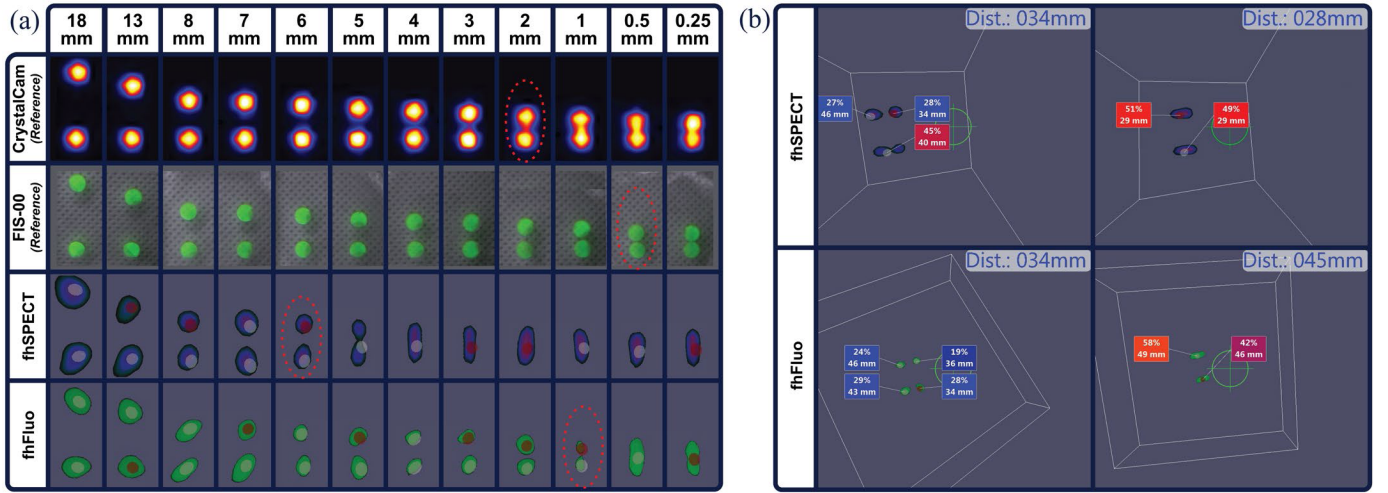 (a)
18 mm
13 mm
8 mm
7 mm
6 mm
5 mm
4 mm
3 mm
2 mm
1 mm
0.5 mm
0.25 mm
CrystalCam
(Reference)
FIS-00
(Reference)
fhSPECT
fhFluo
(b)
fhSPECT
Dist.: 034mm
27%
46 mm
28%
34 mm
45%
40 mm
Dist.: 028mm
51%
29 mm
49%
29 mm
fhFluo
Dist.: 034mm
24%
46 mm
19%
36 mm
29%
43 mm
28%
34 mm
Dist.: 045mm
58%
49 mm
42%
46 mm